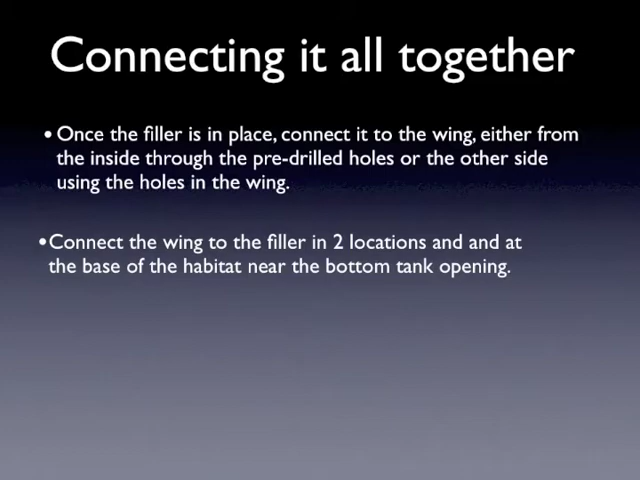 Connecting it all together
• Once the filler is in place, connect it to the wing, either from
the inside through the pre-drilled holes or the other side
using the holes in the wing.
•Connect the wing to the filler in 2 locations and and at
the base of the habitat near the bottom tank opening.